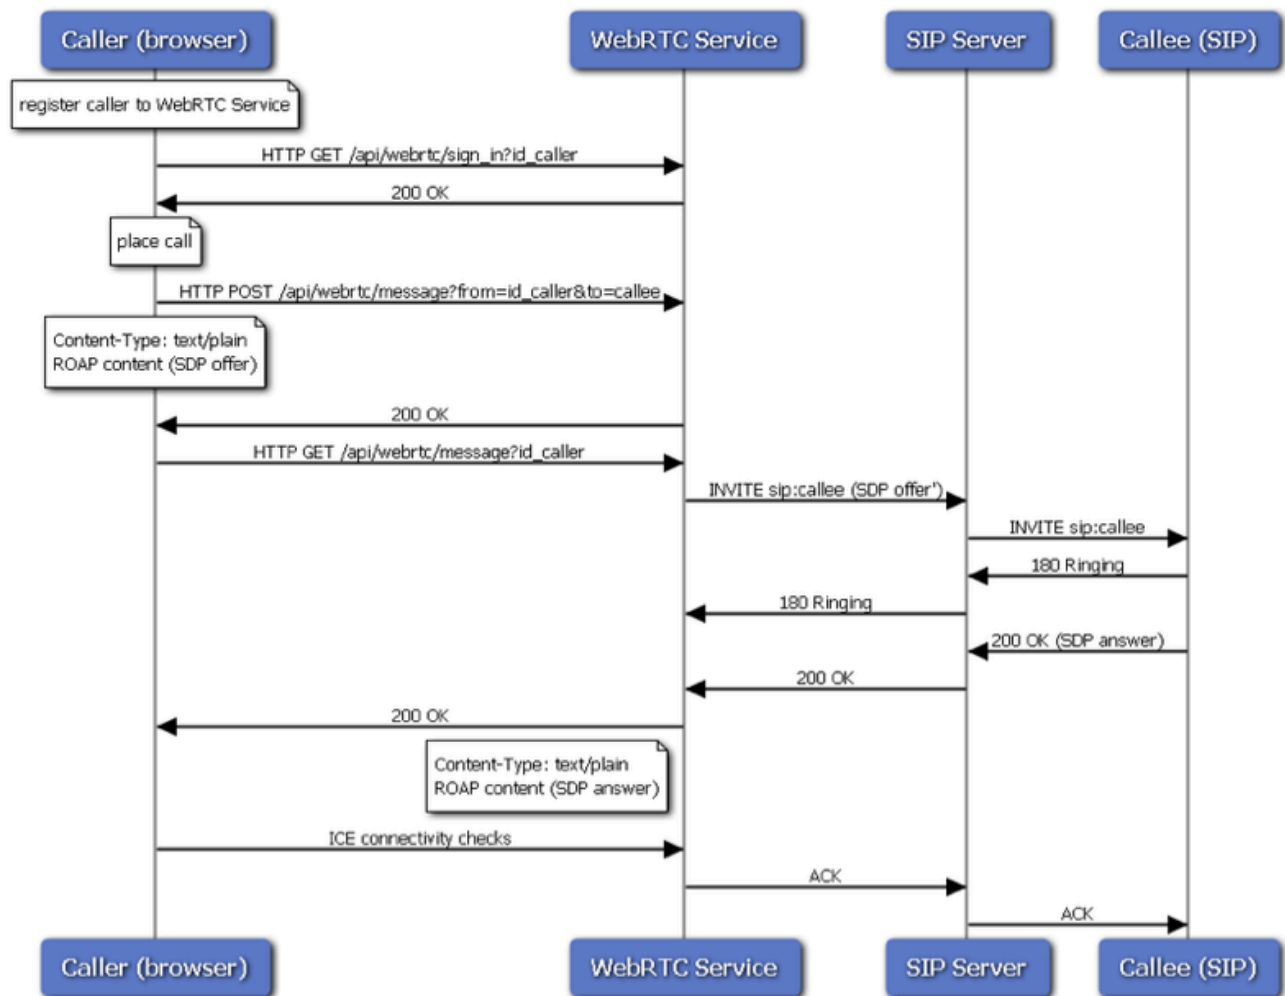 Caller (browser)
WebRTC Service
SIP Server
Callee (SIP)
register caller to WebRTC Service
HTTP GET /api/webrtc/sign_in?id_caller
200 OK
place call
HTTP POST /api/webrtc/message?from=id_caller&to=callee
Content-Type: text/plain
ROAP content (SDP offer)
200 OK
HTTP GET /api/webrtc/message?id_caller
INVITE sip:callee (SDP offer')
INVITE sip:callee
180 Ringing
180 Ringing
200 OK (SDP answer)
200 OK
200 OK
Content-Type: text/plain
ROAP content (SDP answer)
ICE connectivity checks
ACK
ACK
Caller (browser)
WebRTC Service
SIP Server
Callee (SIP)